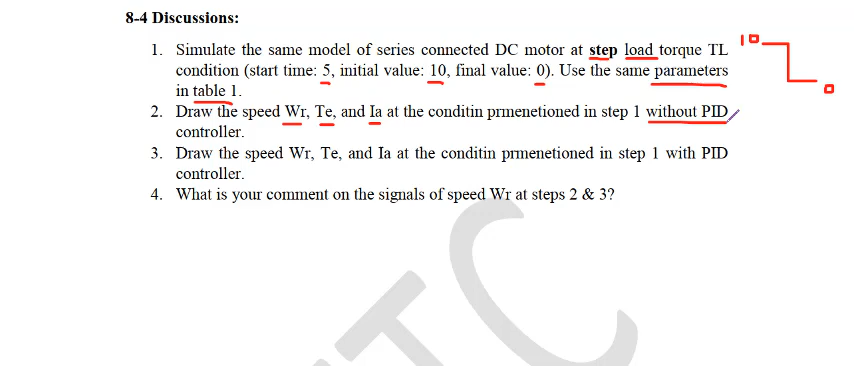 8-4 Discussions:
1. Simulate the same model of series connected DC motor at step load torque TL
condition (start time: 5, initial value: 10, final value: 0). Use the same parameters
in table 1.
2. Draw the speed Wr, Te, and Ia at the conditin prmenetioned in step 1 without PID
controller.
3. Draw the speed Wr, Te, and Ia at the conditin prmenetioned in step 1 with PID
controller.
4. What is your comment on the signals of speed Wr at steps 2 & 3?
10
0
TC